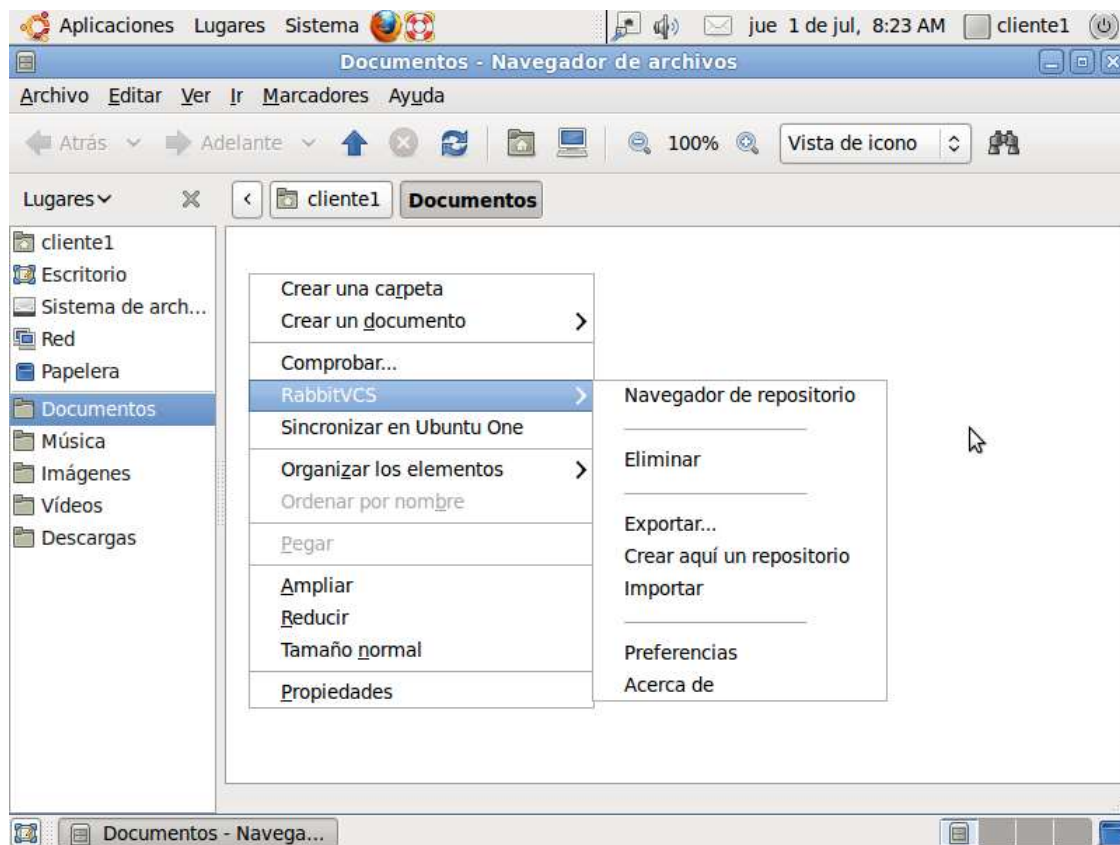 Aplicaciones Lugares Sistema jue 1 de jul, 8:23 AM cliente1
Documentos - Navegador de archivos
Archivo Editar Ver Ir Marcadores Ayuda
Atrás Adelante 100% Vista de icono
Lugares cliente1 Documentos
cliente1
Escritorio
Sistema de arch...
Red
Papelera
Documentos
Música
Imágenes
Vídeos
Descargas
Crear una carpeta
Crear un documento
Comprobar...
RabbitVCS
Sincronizar en Ubuntu One
Organizar los elementos
Ordenar por nombre
Pegar
Ampliar
Reducir
Tamaño normal
Propiedades
Navegador de repositorio
Eliminar
Exportar...
Crear aquí un repositorio
Importar
Preferencias
Acerca de
Documentos - Navega...